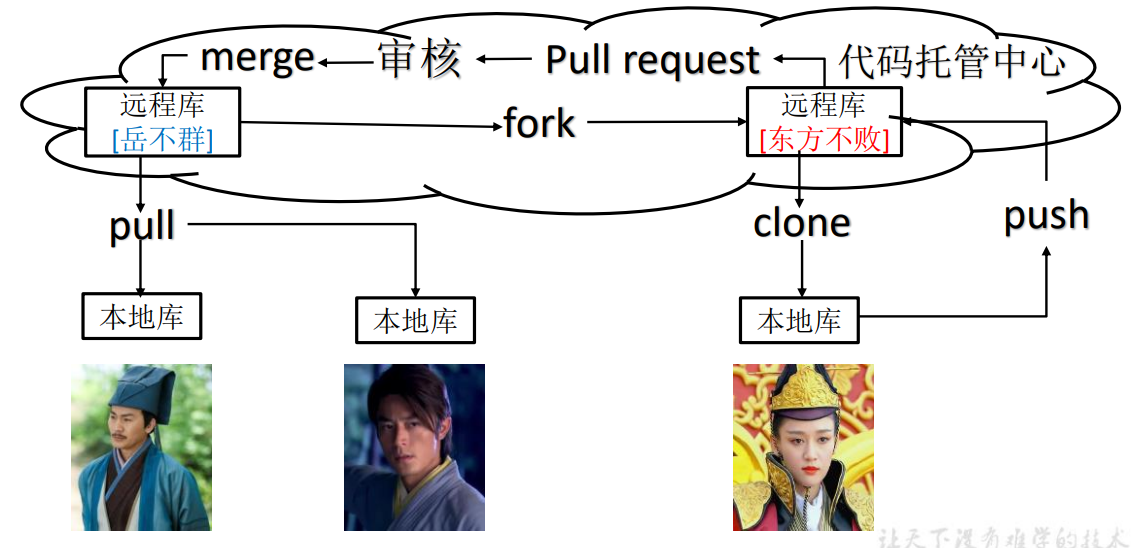 merge
审核
Pull request
代码托管中心
远程库
[岳不群]
fork
远程库
[东方不败]
pull
clone
push
本地库
本地库
本地库
让天下没有难学的技术